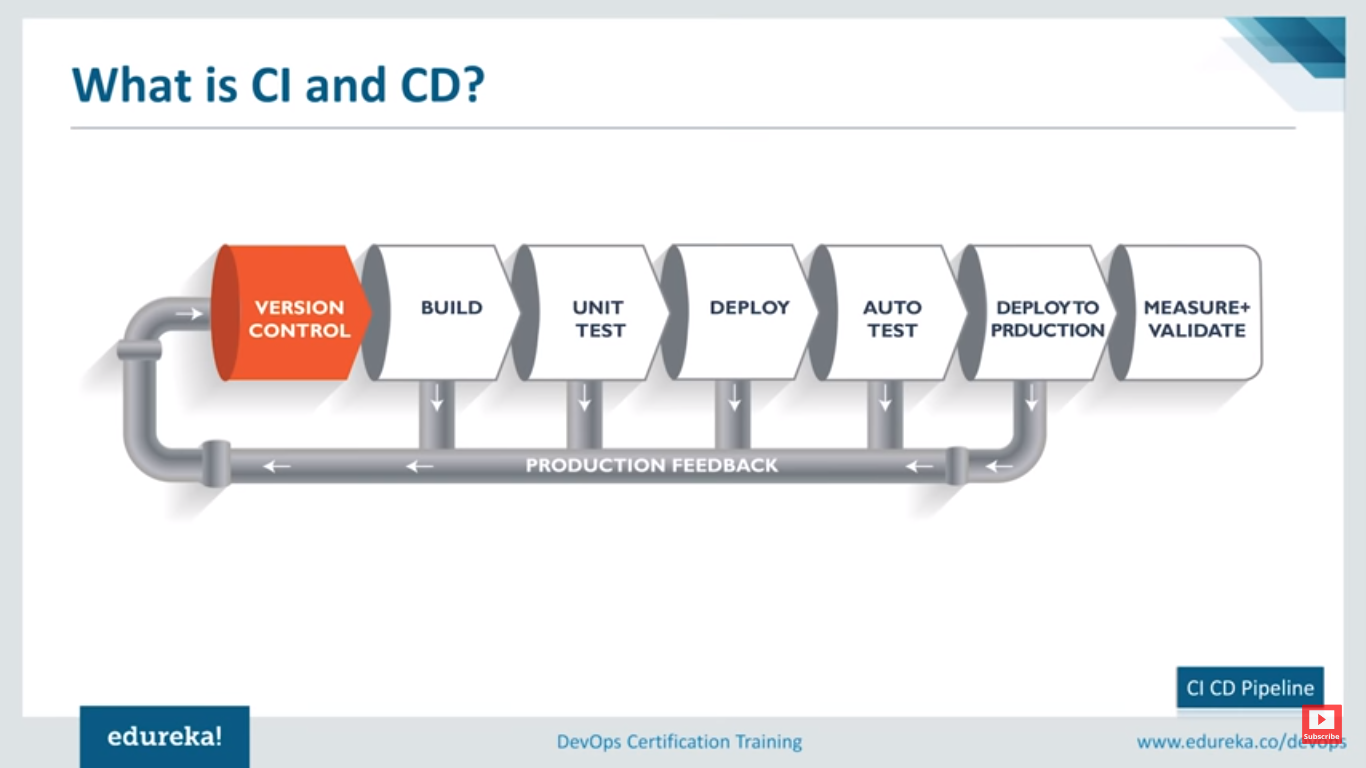 What is CI and CD?
VERSION
CONTROL
BUILD
UNIT
TEST
DEPLOY
AUTO
TEST
DEPLOY TO
PRDUCTION
MEASURE+
VALIDATE
PRODUCTION FEEDBACK
CI CD Pipeline
edureka!
DevOps Certification Training
www.edureka.co/devops
Subscribe